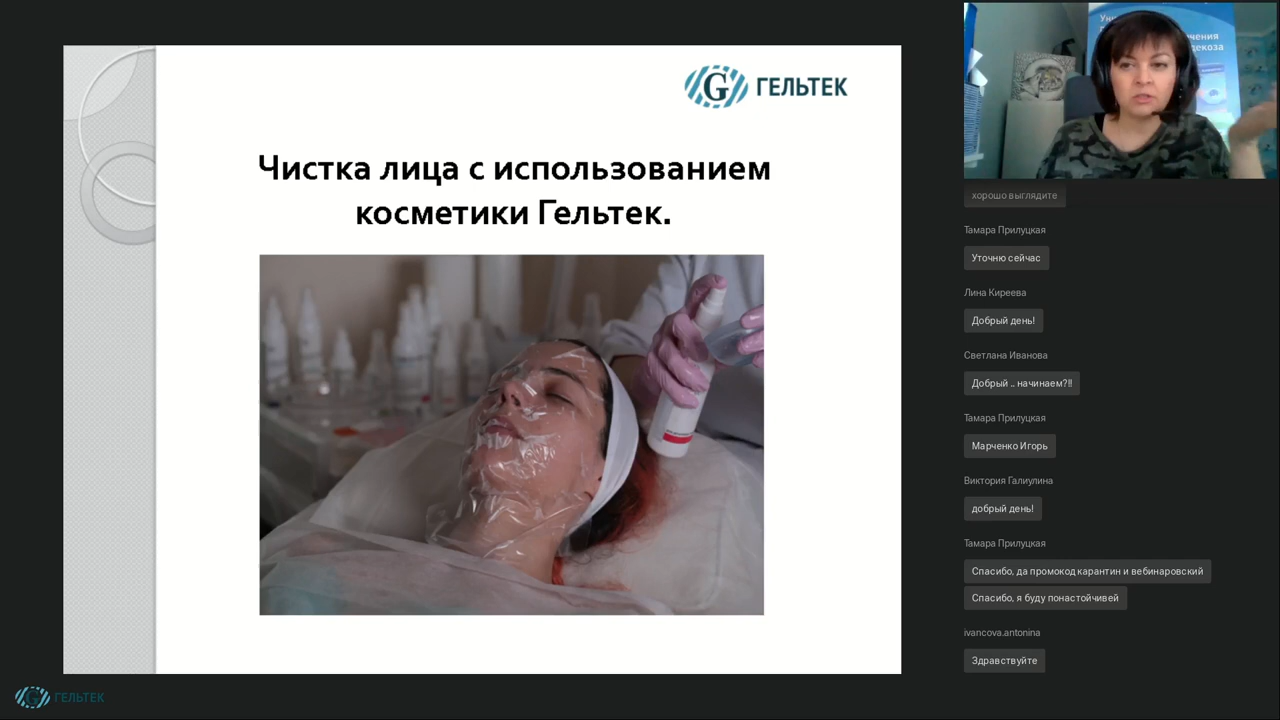 ГЕЛЬТЕК
Чистка лица с использованием
косметики Гельтек.
хорошо выглядите
Тамара Прилуцкая
Уточню сейчас
Лина Киреева
Добрый день!
Светлана Иванова
Добрый .. начинаем?!!
Тамара Прилуцкая
Марченко Игорь
Виктория Галиулина
добрый день!
Тамара Прилуцкая
Спасибо, да промокод карантин и вебинаровский
Спасибо, я буду понастойчивей
ivancova.antonina
Здравствуйте
ГЕЛЬТЕК